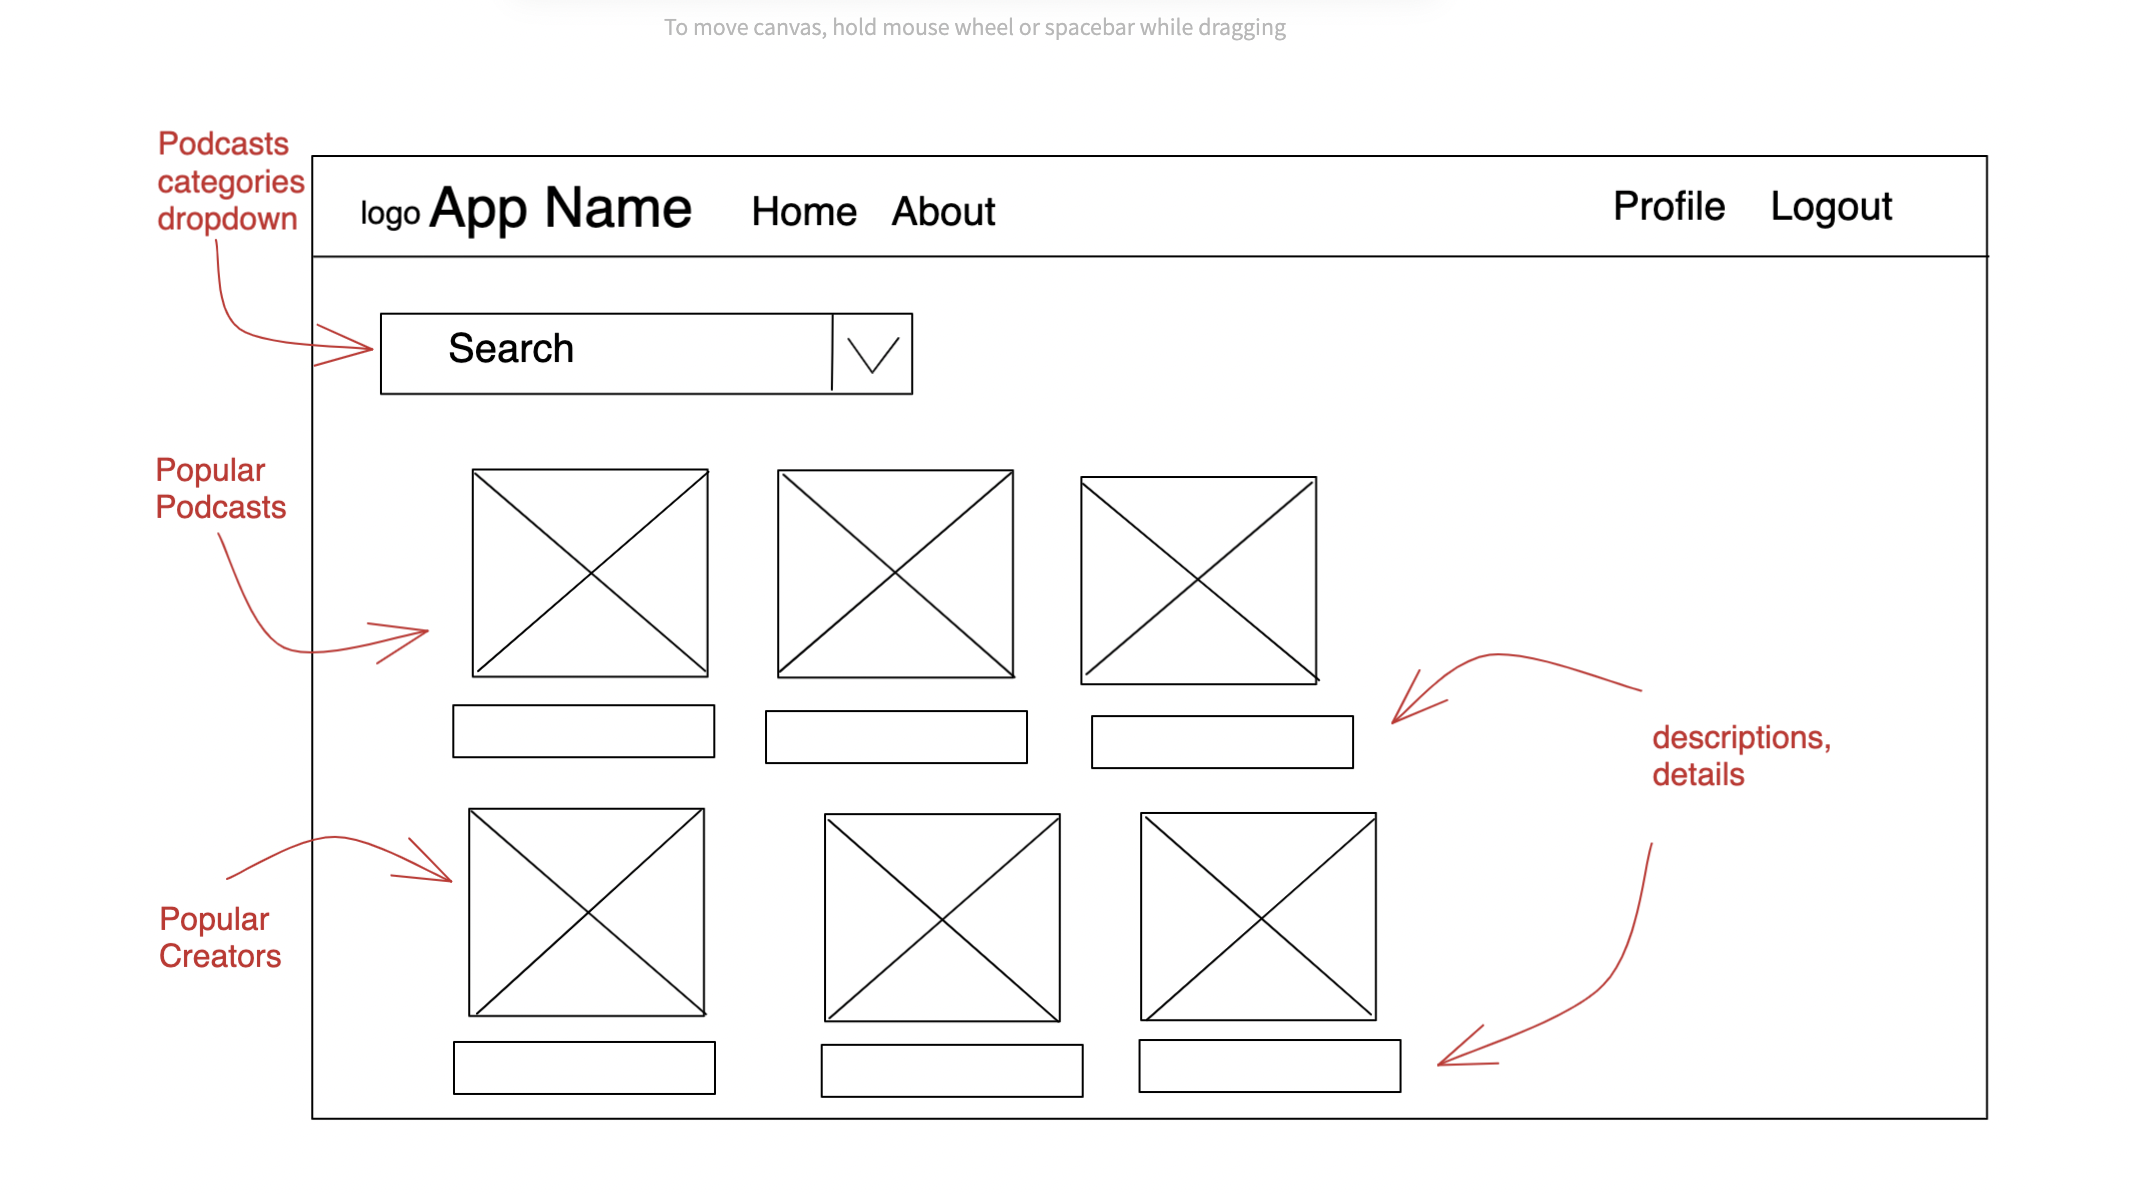 To move canvas, hold mouse wheel or spacebar while dragging
Podcasts
categories
dropdown
logo App Name Home About Profile Logout
Search
Popular
Podcasts
descriptions,
details
Popular
Creators